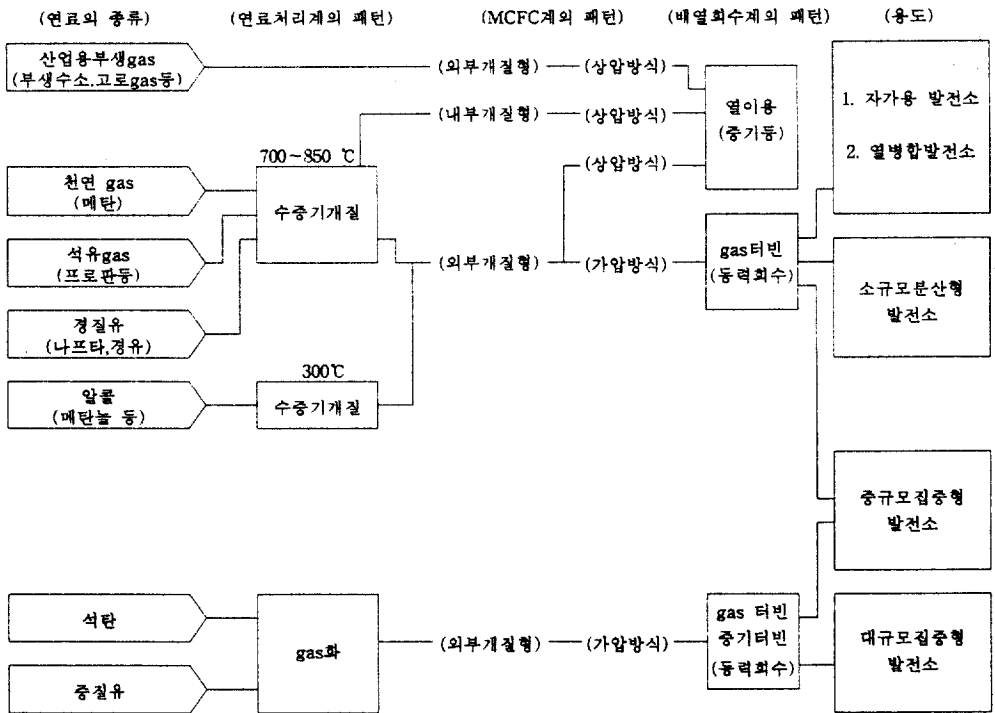 (연료의 종류) (연료처리계의 패턴) (MCFC계의 패턴) (배열회수계의 패턴) (용도)
산업용부생gas
(부생수소.고로gas등)
(외부개질형) (상압방식)
열이용
(증기등)
1. 자가용 발전소
2. 열병합발전소
(내부개질형) (상압방식)
700~850 ℃
(상압방식)
천연 gas
(메탄)
수증기개질
석유gas
(프로판등)
(외부개질형) (가압방식)
gas터빈
(동력회수)
소규모분산형
발전소
경질유
(나프타,경유)
300℃
알콜
(메탄놀 등)
수증기개질
중규모집중형
발전소
석탄
gas화
(외부개질형) (가압방식)
gas 터빈
증기터빈
(동력회수)
대규모집중형
발전소
중질유